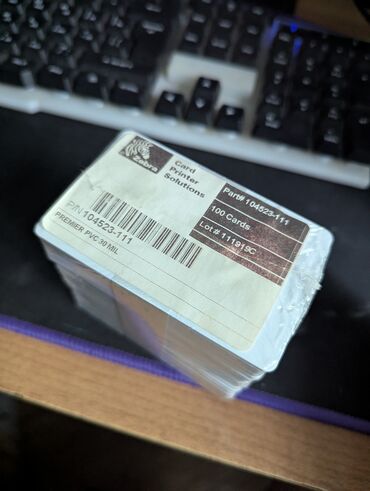 Zebra
Card
Printer
Solutions
Part# 104523-111
100 Cards
Lot # 111919C
P/N 104523-111
PREMIER PVC 30 MIL